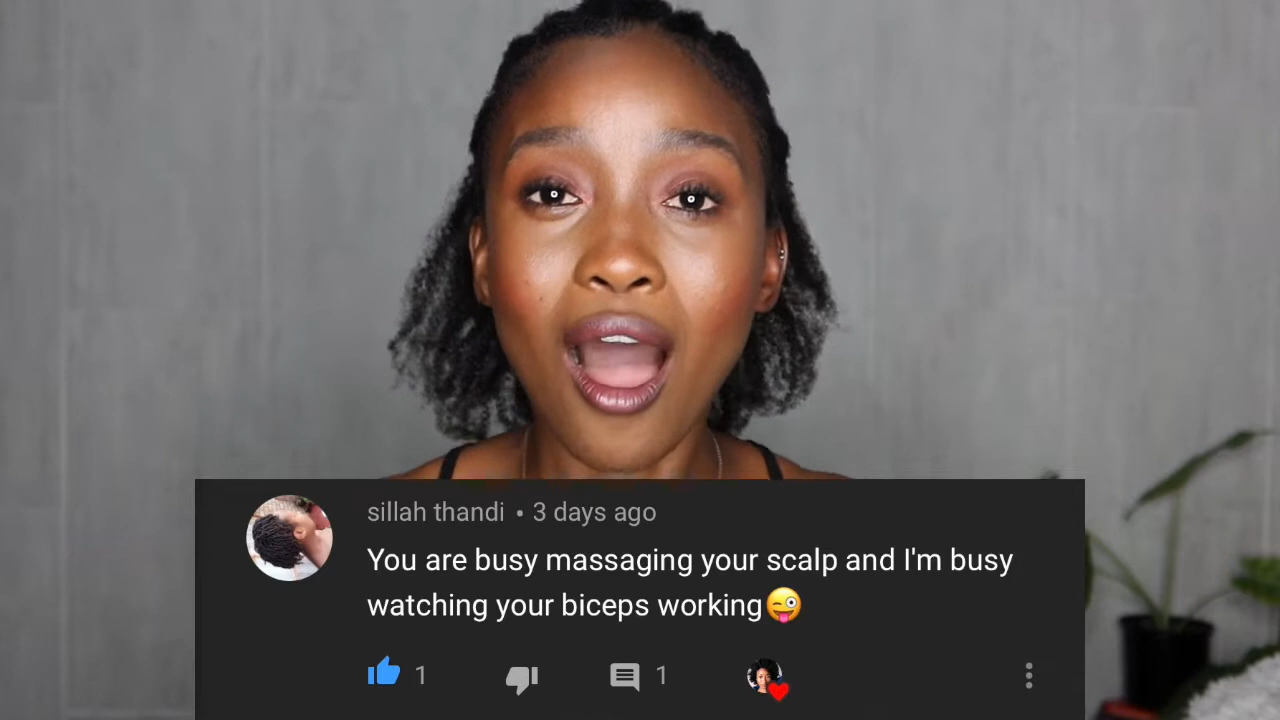 sillah thandi • 3 days ago
You are busy massaging your scalp and I'm busy
watching your biceps working😜
1
1